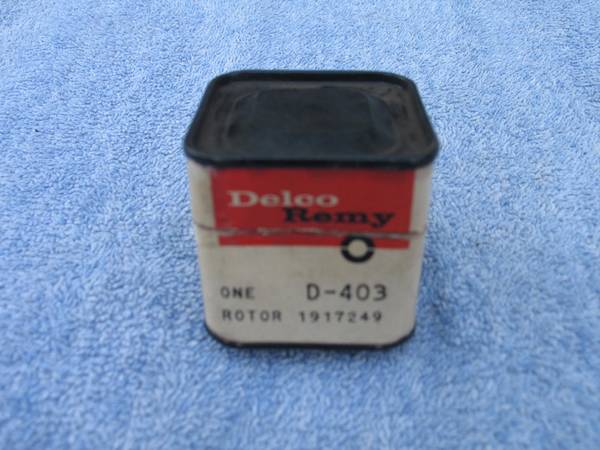 Delco
Remy
ONE D-403
ROTOR 1917249